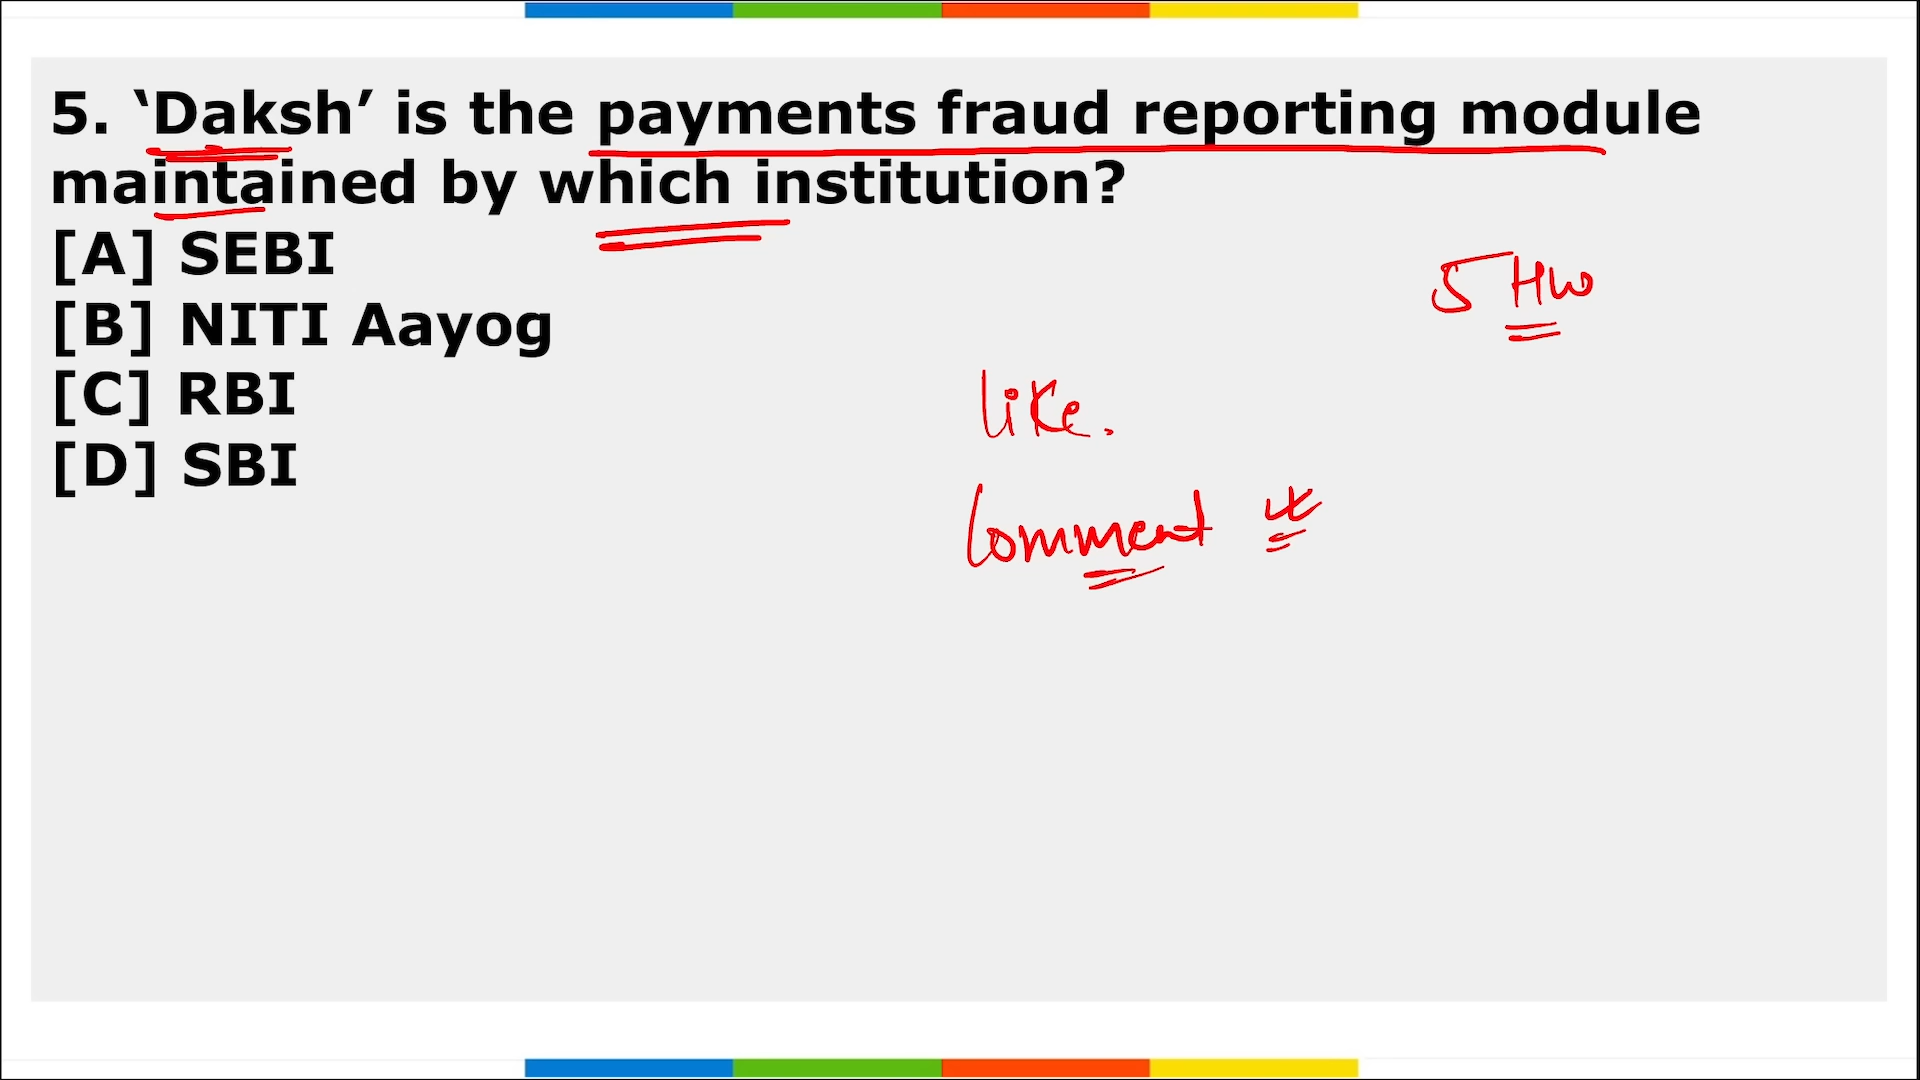 5. ‘Daksh’ is the payments fraud reporting module
maintained by which institution?
[A] SEBI
[B] NITI Aayog
[C] RBI
[D] SBI
5 HW
like.
Comment